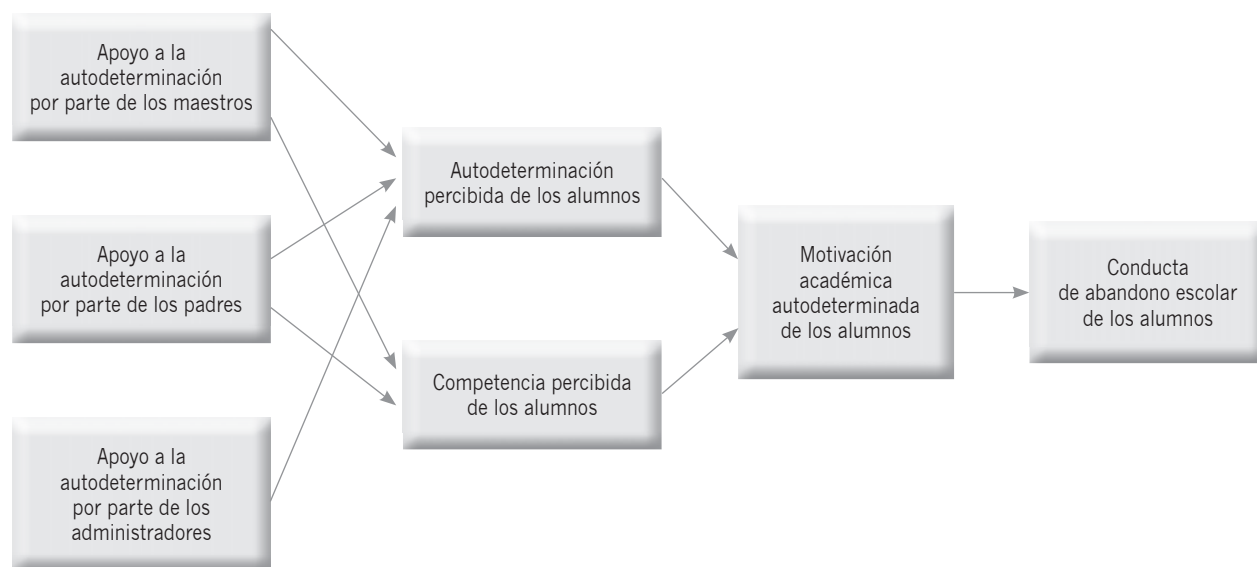 Apoyo a la
autodeterminación
por parte de los maestros
Apoyo a la
autodeterminación
por parte de los padres
Apoyo a la
autodeterminación
por parte de los
administradores
Autodeterminación
percibida de los alumnos
Competencia percibida
de los alumnos
Motivación
académica
autodeterminada
de los alumnos
Conducta
de abandono escolar
de los alumnos